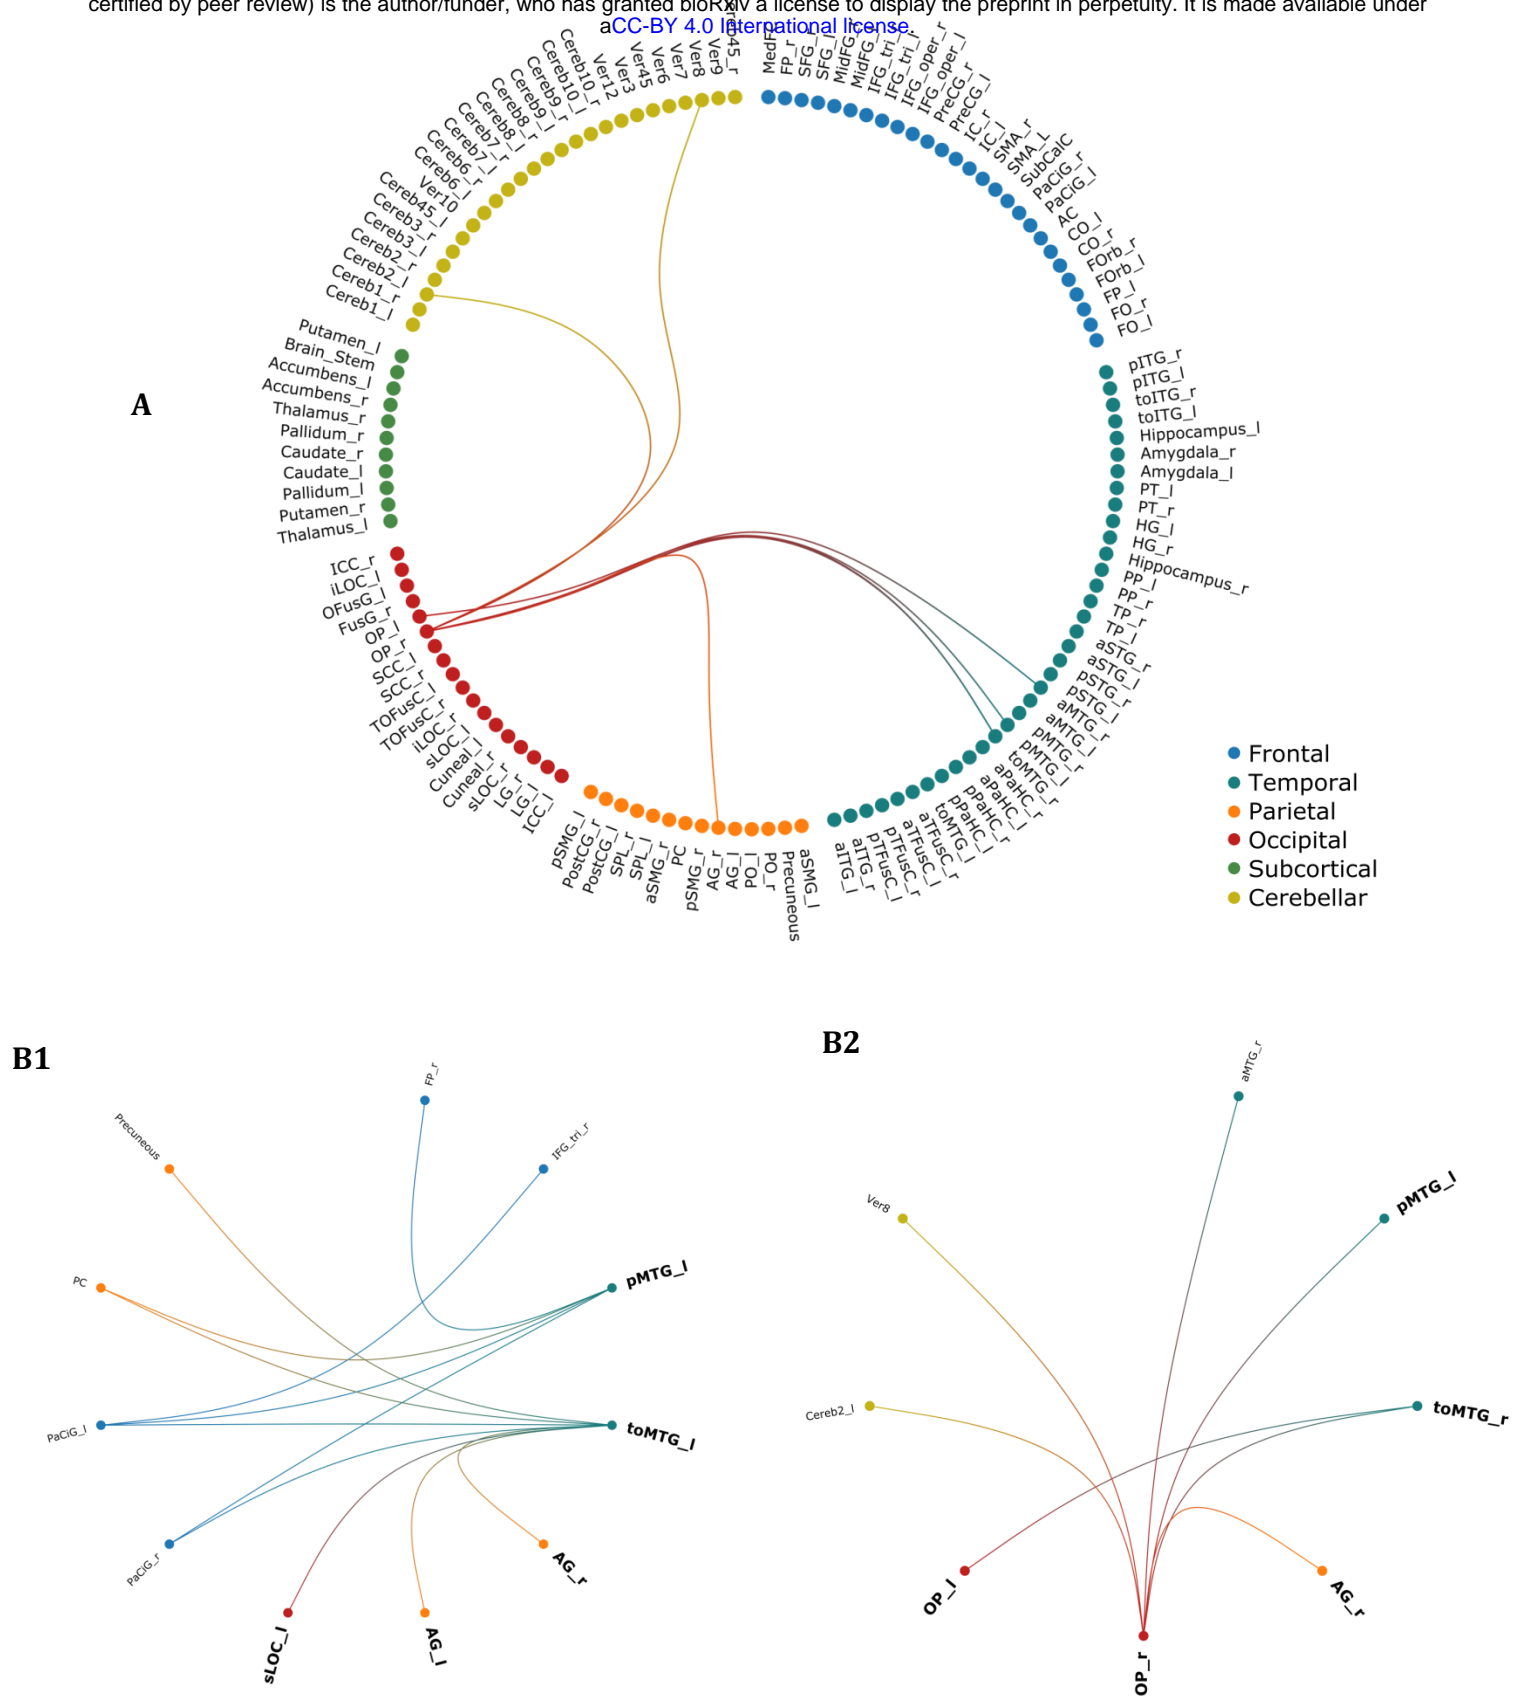 certified by peer review) is the author/funder, who has granted bioRxiv a license to display the preprint in perpetuity. It is made available under
aCC-BY 4.0 International license.
A
FP_r
SFG_r
SFG_l
IFG_tri_r
IFG_tri_l
IFG_oper_r
IFG_oper_l
PreCG_r
PreCG_l
IC_r
IC_l
SMA_r
SMA_L
SubCalC
PaCiG_r
PaCiG_l
AC
CO_l
CO_r
FOrb_r
FOrb_l
FP_l
FO_r
FO_l
pITG_r
pITG_l
toITG_r
toITG_l
Hippocampus_l
Amygdala_r
Amygdala_l
PT_l
PT_r
HG_l
HG_r
Hippocampus_r
PP_l
PP_r
TP_r
TP_l
aSTG_r
aSTG_l
pSTG_r
pSTG_l
aMTG_r
aMTG_l
pMTG_r
pMTG_l
toMTG_r
aPaHC_r
aPaHC_l
pPaHC_r
pPaHC_l
toMTG_l
aTFusC_r
aTFusC_l
pTFusC_r
pTFusC_l
aITG_r
aITG_l
aSMG_l
Precuneous
PO_r
PO_l
AG_l
AG_r
pSMG_r
PC
aSMG_r
SPL_l
SPL_r
PostCG_l
PostCG_r
pSMG_l
ICC_l
LG_l
LG_r
sLOC_r
Cuneal_r
Cuneal_l
sLOC_l
iLOC_r
TOFusC_r
TOFusC_l
SCC_r
SCC_l
OP_r
OP_l
FusG_r
OFusG_l
iLOC_l
ICC_r
Thalamus_l
Putamen_r
Pallidum_l
Caudate_l
Caudate_r
Pallidum_r
Thalamus_r
Accumbens_r
Accumbens_l
Brain_Stem
Putamen_l
Cereb1_l
Cereb1_r
Cereb2_l
Cereb2_r
Cereb3_l
Cereb3_r
Cereb45_l
Ver10
Cereb6_l
Cereb6_r
Cereb7_l
Cereb7_r
Cereb8_l
Cereb8_r
Cereb9_l
Cereb9_r
Cereb10_l
Cereb10_r
Ver12
Ver3
Ver45
Ver6
Ver7
Ver8
Ver9
Frontal
Temporal
Parietal
Occipital
Subcortical
Cerebellar
B1
FP_r
IFG_tri_r
Precuneous
pMTG_l
PC
PaCiG_l
toMTG_l
PaCiG_r
AG_r
sLOC_l
AG_l
B2
aMTG_r
pMTG_l
Ver8
Cereb2_l
toMTG_r
OP_l
AG_r
OP_r